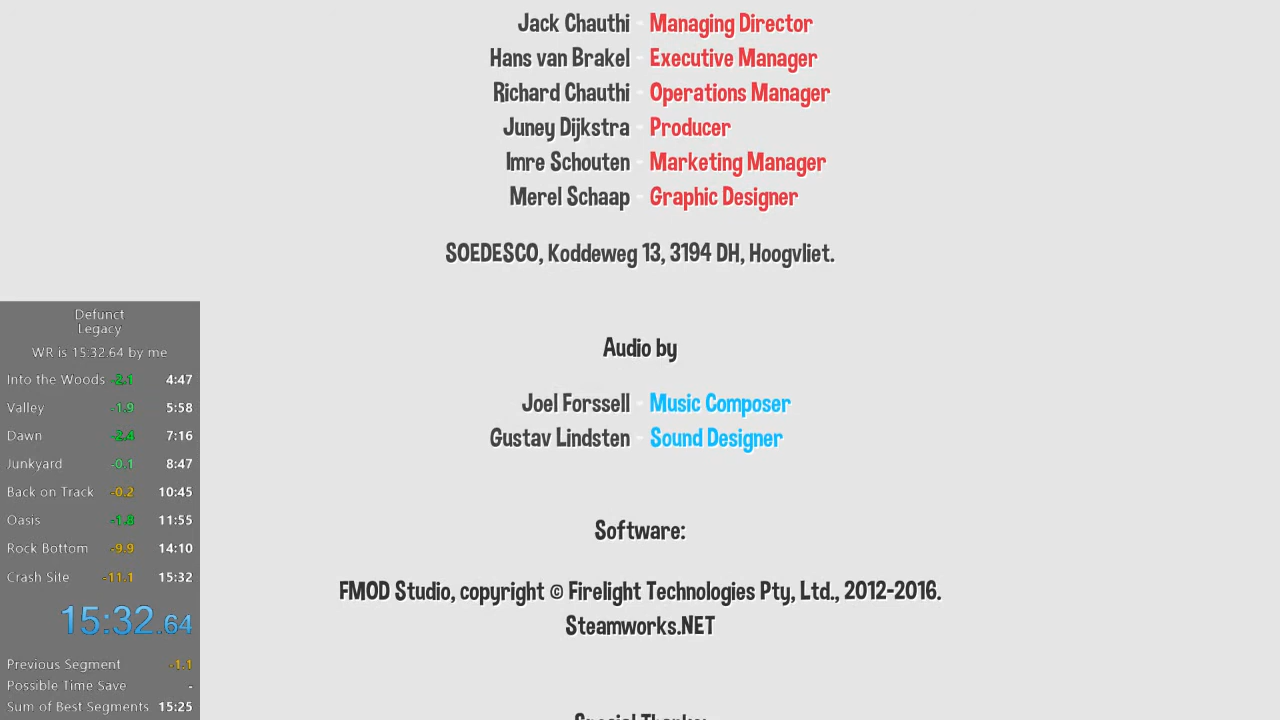 Jack Chauthi - Managing Director
Hans van Brakel - Executive Manager
Richard Chauthi - Operations Manager
Juney Dijkstra - Producer
Imre Schouten - Marketing Manager
Merel Schaap - Graphic Designer
SOEDESCO, Koddeweg 13, 3194 DH, Hoogvliet.
Audio by
Joel Forssell - Music Composer
Gustav Lindsten - Sound Designer
Software:
FMOD Studio, copyright © Firelight Technologies Pty, Ltd., 2012-2016.
Steamworks.NET
Special Thanks:
Defunct
Legacy
WR is 15:32.64 by me
Into the Woods -2.1 4:47
Valley -1.9 5:58
Dawn -2.4 7:16
Junkyard -0.1 8:47
Back on Track -0.2 10:45
Oasis -1.8 11:55
Rock Bottom -9.9 14:10
Crash Site -11.1 15:32
15:32.64
Previous Segment -1.1
Possible Time Save -
Sum of Best Segments 15:25